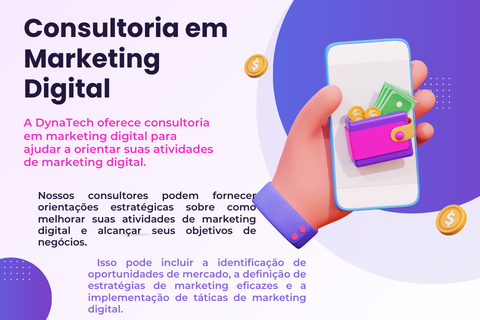 Consultoria em
Marketing
Digital
A DynaTech oferece consultoria
em marketing digital para
ajudar a orientar suas atividades
de marketing digital.
Nossos consultores podem fornecer
orientações estratégicas sobre como
melhorar suas atividades de marketing
digital e alcançar seus objetivos de
negócios.
Isso pode incluir a identificação de
oportunidades de mercado, a definição de
estratégias de marketing eficazes e a
implementação de táticas de marketing
digital.